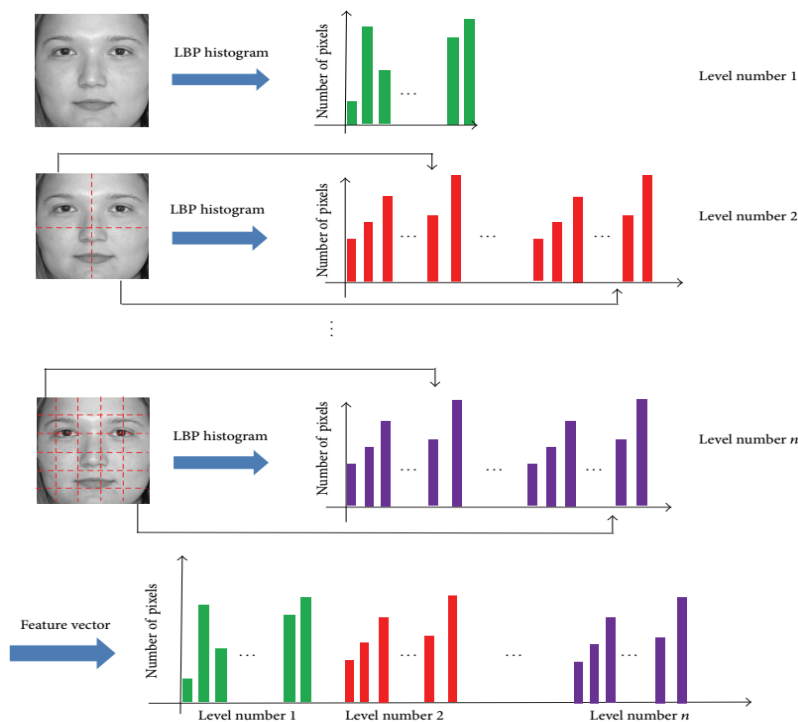 LBP histogram
Number of pixels
...
Level number 1
LBP histogram
Number of pixels
...
...
...
Level number 2
⋮
LBP histogram
Number of pixels
...
...
...
Level number n
Feature vector
Number of pixels
...
...
...
...
Level number 1
Level number 2
Level number n